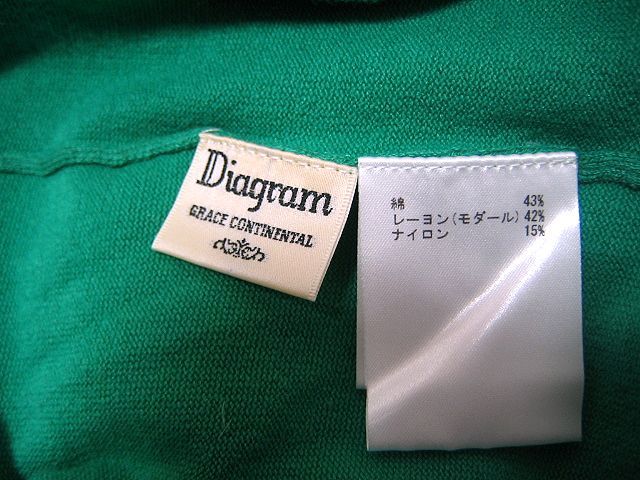 Diagram
GRACE CONTINENTAL
綿 43%
レーヨン(モダール) 42%
ナイロン 15%